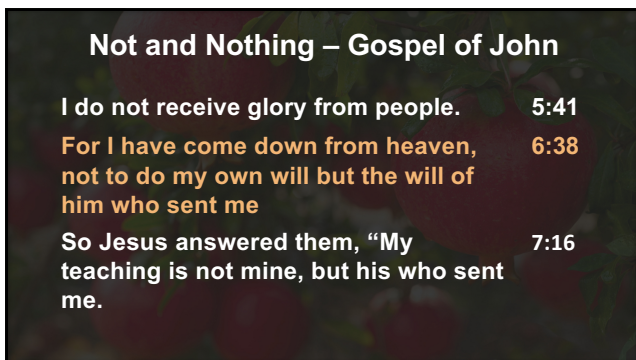 Not and Nothing – Gospel of John
I do not receive glory from people. 5:41
For I have come down from heaven, 6:38
not to do my own will but the will of
him who sent me
So Jesus answered them, “My 7:16
teaching is not mine, but his who sent
me.